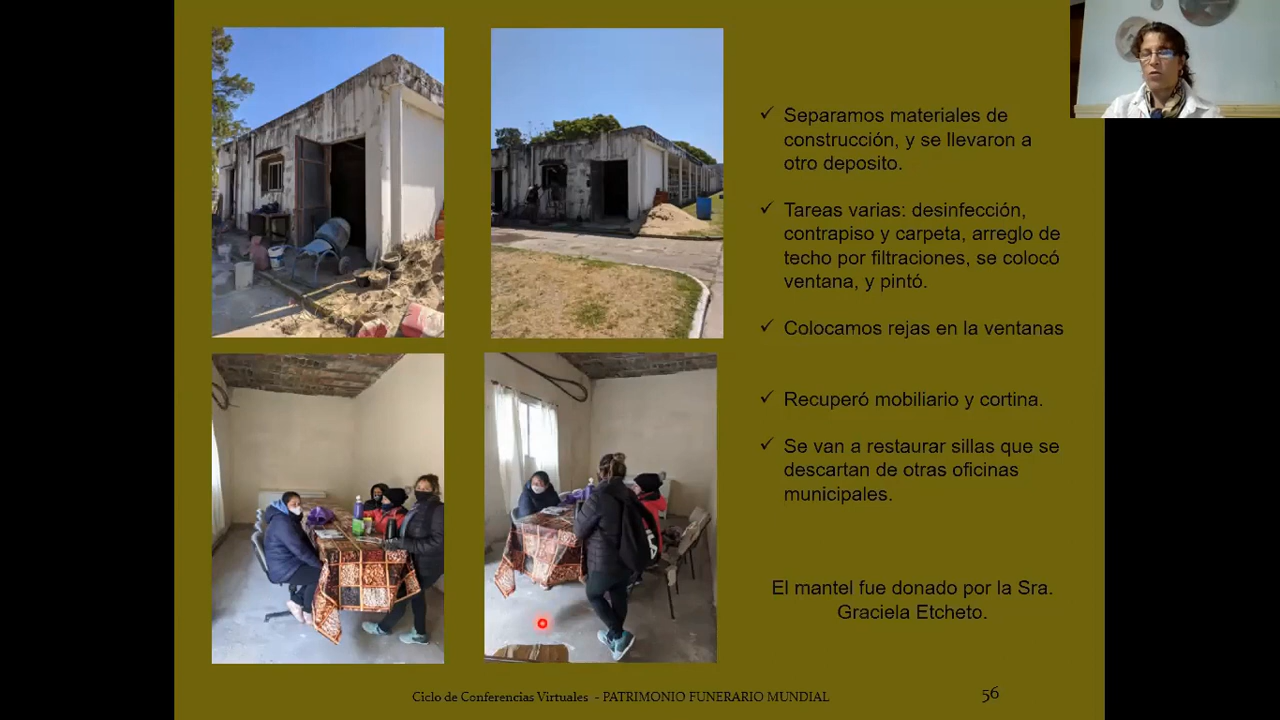 Separamos materiales de
construcción, y se llevaron a
otro deposito.
Tareas varias: desinfección,
contrapiso y carpeta, arreglo de
techo por filtraciones, se colocó
ventana, y pintó.
Colocamos rejas en la ventanas
Recuperó mobiliario y cortina.
Se van a restaurar sillas que se
descartan de otras oficinas
municipales.
El mantel fue donado por la Sra.
Graciela Etcheto.
FILA
Ciclo de Conferencias Virtuales - PATRIMONIO FUNERARIO MUNDIAL
56